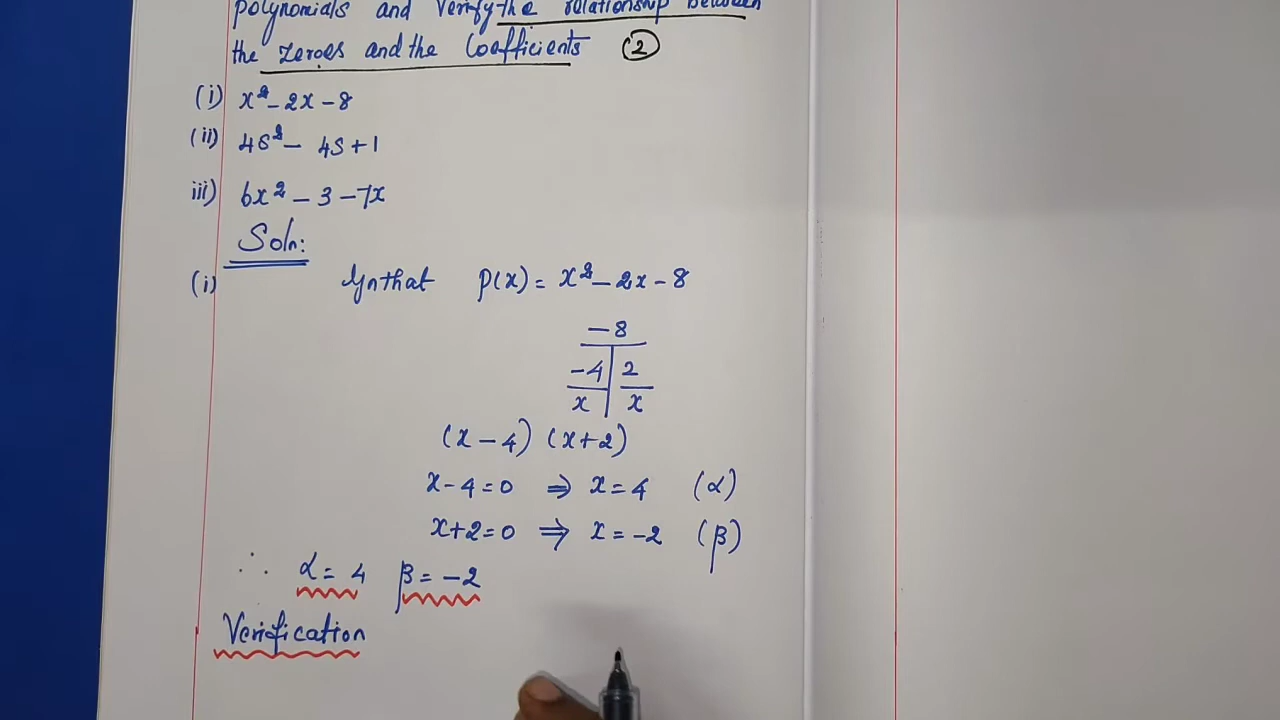 Polynomials and Verify the relationship between
the zeroes and the Coefficients (2)
(i) x² - 2x - 8
(ii) 4s² - 4s + 1
iii) 6x² - 3 - 7x
Soln:
(i) Gn that P(x) = x² - 2x - 8
-8
-4 | 2
x | x
(x - 4) (x + 2)
x - 4 = 0 ⇒ x = 4 (α)
x + 2 = 0 ⇒ x = -2 (β)
∴ α = 4 β = -2
Verification